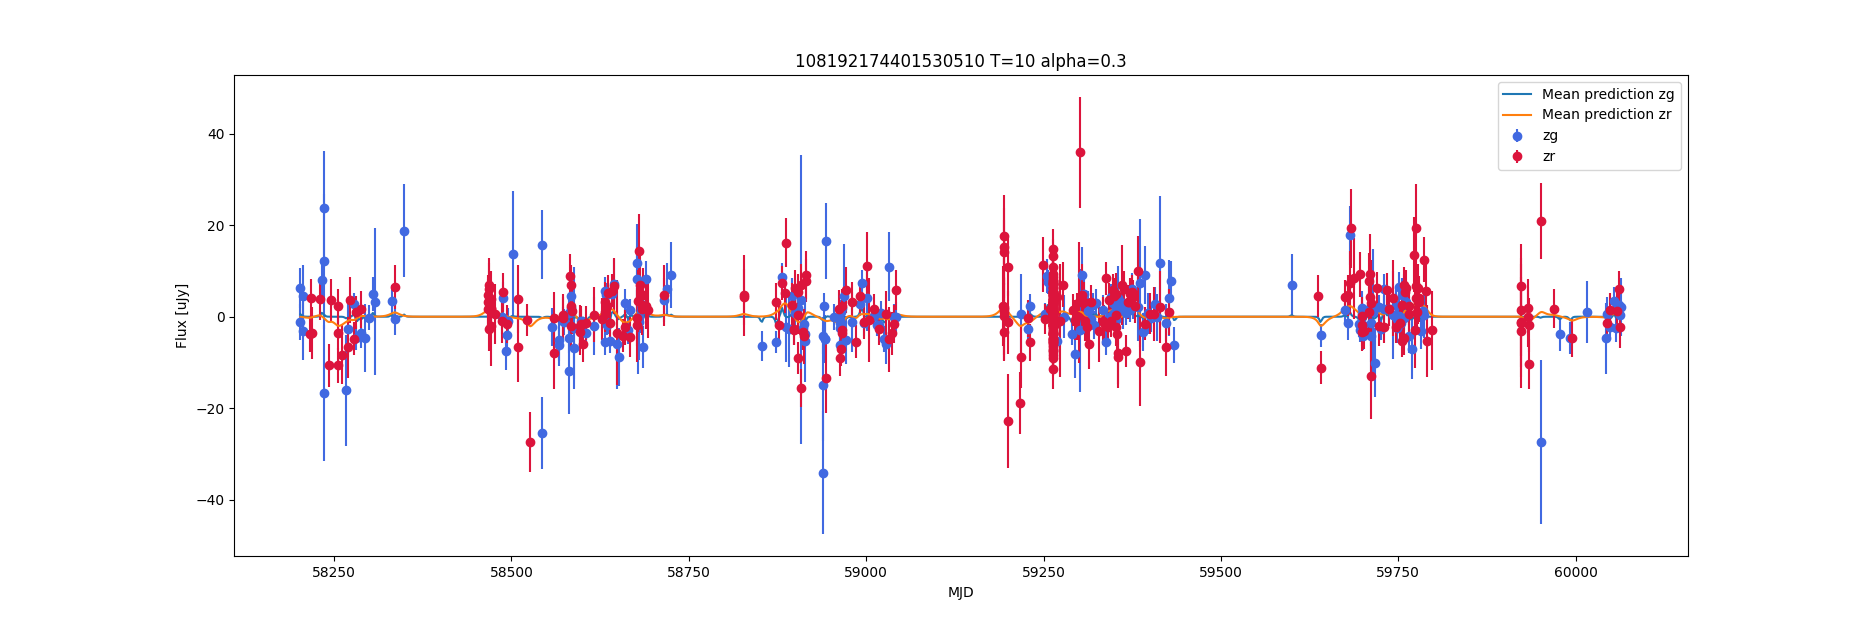 108192174401530510 T=10 alpha=0.3
Mean prediction zg
Mean prediction zr
zg
zr
40
20
0
−20
−40
Flux [uJy]
58250 58500 58750 59000 59250 59500 59750 60000
MJD